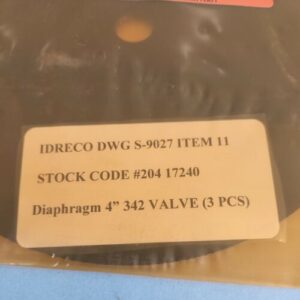 IDRECO DWG S-9027 ITEM 11
STOCK CODE #204 17240
Diaphragm 4” 342 VALVE (3 PCS)